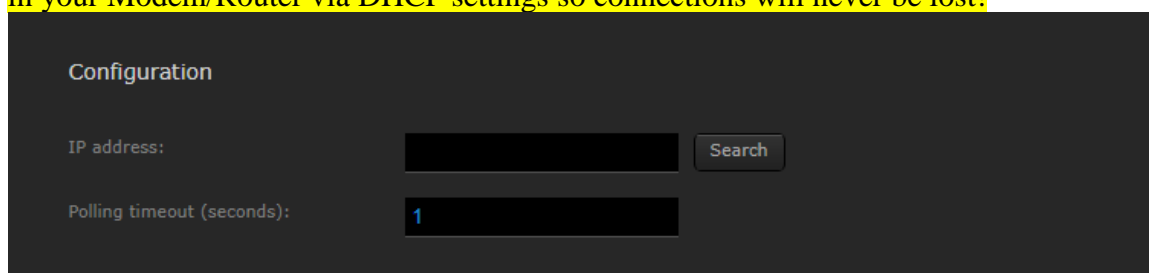 in your Modem/Router via DHCP settings so connections will never be lost!
Configuration
IP address:
Search
Polling timeout (seconds):
1